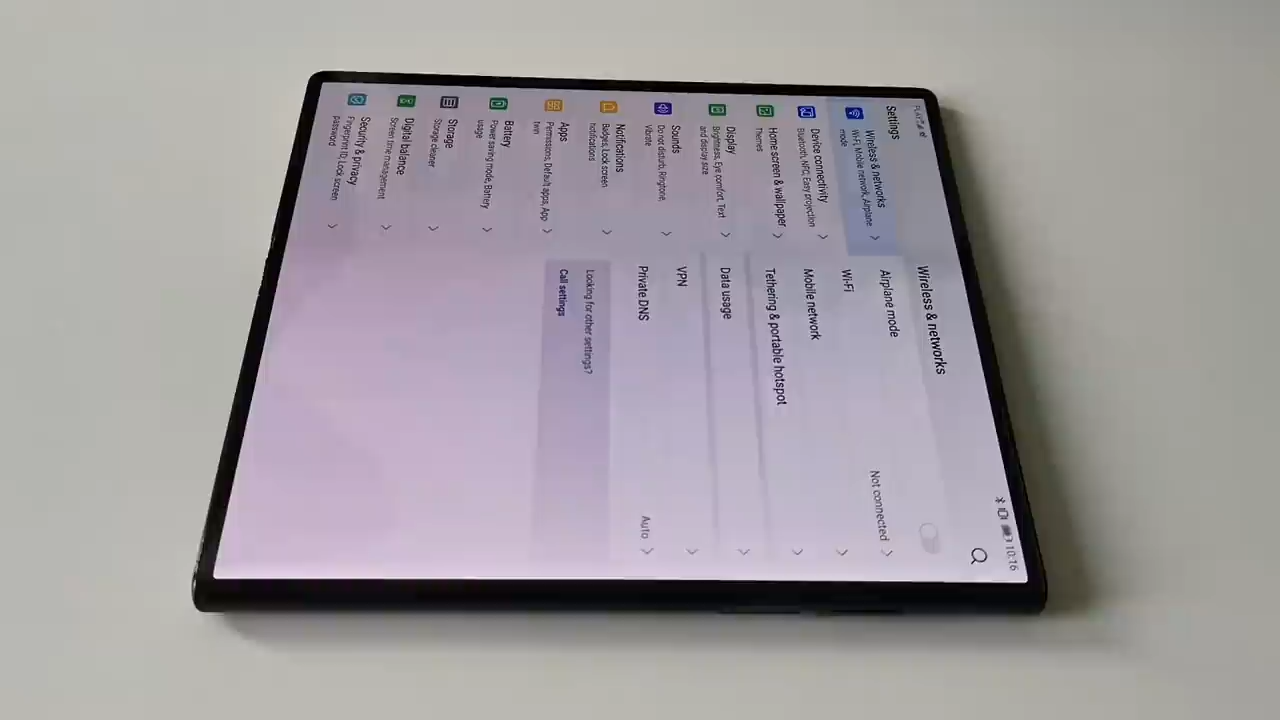 PLAY
10:16
Settings
Wireless & networks
Wi-Fi, Mobile network, Airplane
mode
Device connectivity
Bluetooth, NFC, Easy projection
Home screen & wallpaper
Themes
Display
Brightness, Eye comfort, Text
and display size
Sounds
Do not disturb, Ringtone,
Vibrate
Notifications
Badges, Lock screen
notifications
Apps
Permissions, Default apps, App
twin
Battery
Power saving mode, Battery
usage
Storage
Storage cleaner
Digital balance
Screen time management
Security & privacy
Fingerprint ID, Lock screen
password
Wireless & networks
Airplane mode
Wi-Fi Not connected
Mobile network
Tethering & portable hotspot
Data usage
VPN
Private DNS Auto
Looking for other settings?
Call settings